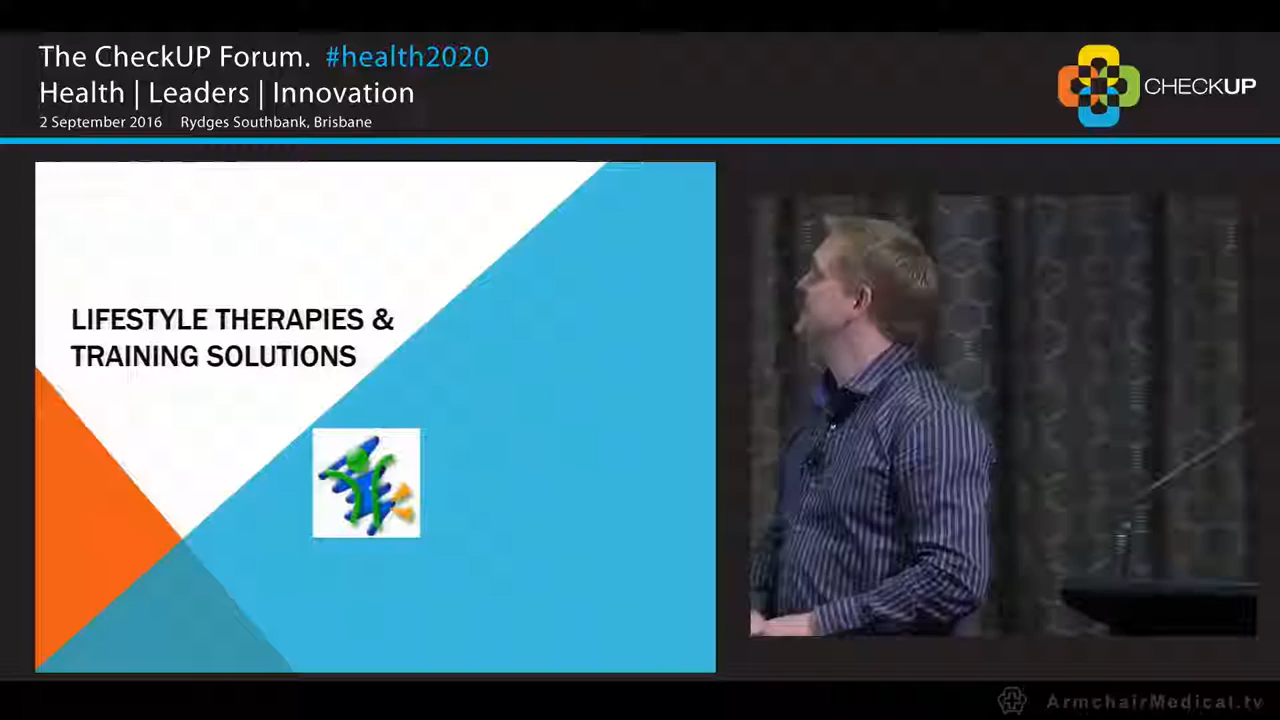 The CheckUP Forum. #health2020
Health | Leaders | Innovation
2 September 2016 Rydges Southbank, Brisbane
CHECKUP
LIFESTYLE THERAPIES &
TRAINING SOLUTIONS
ArmchairMedical.tv